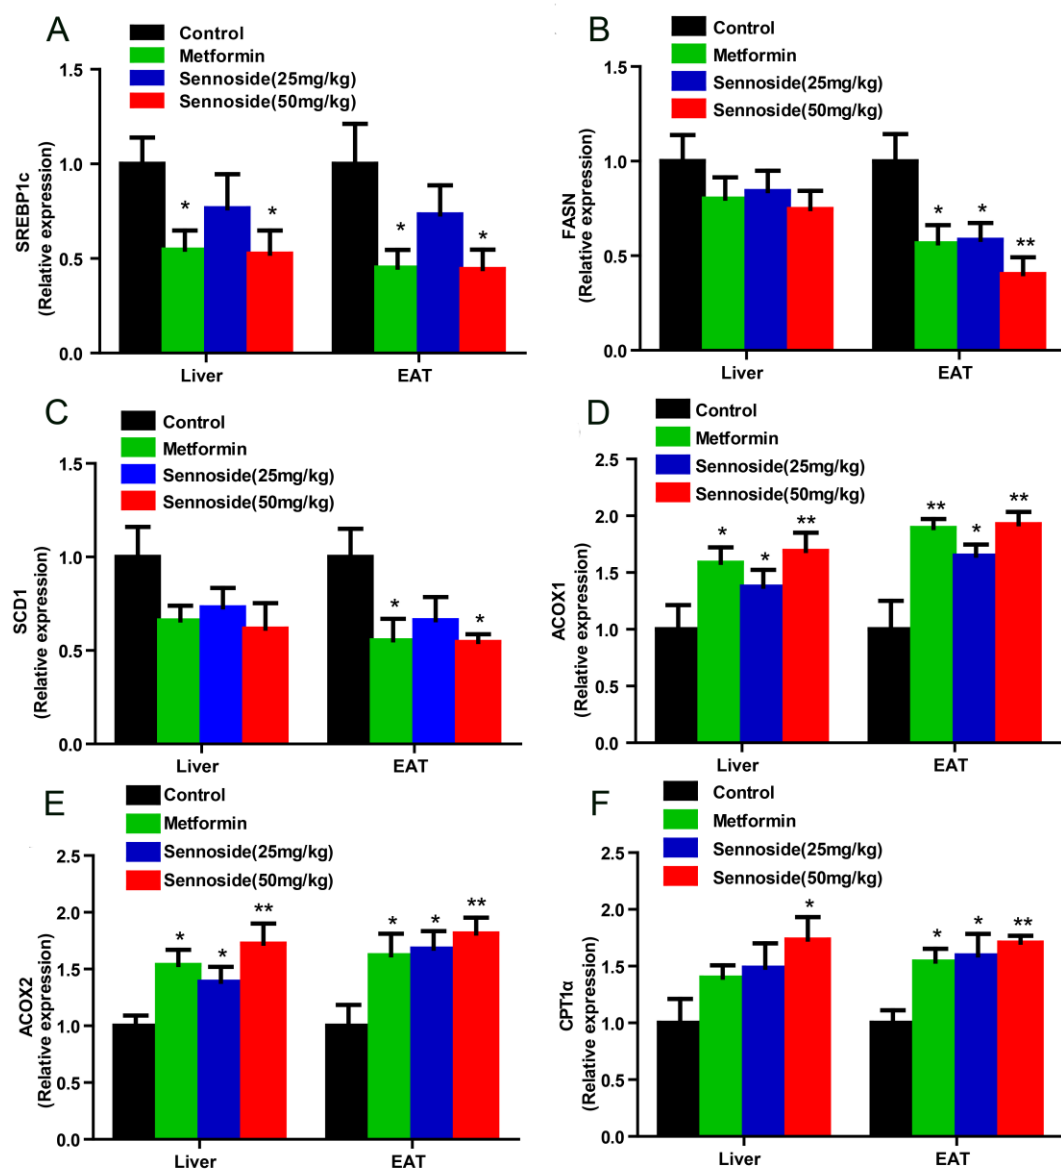 A
Control
Metformin
Sennoside(25mg/kg)
Sennoside(50mg/kg)
SREBP1c
(Relative expression)
1.5
1.0
0.5
0.0
*
*
*
*
Liver
EAT
B
Control
Metformin
Sennoside(25mg/kg)
Sennoside(50mg/kg)
FASN
(Relative expression)
1.5
1.0
0.5
0.0
*
*
**
Liver
EAT
C
Control
Metformin
Sennoside(25mg/kg)
Sennoside(50mg/kg)
SCD1
(Relative expression)
1.5
1.0
0.5
0.0
*
*
Liver
EAT
D
Control
Metformin
Sennoside(25mg/kg)
Sennoside(50mg/kg)
ACOX1
(Relative expression)
2.5
2.0
1.5
1.0
0.5
0.0
*
*
**
**
*
**
Liver
EAT
E
Control
Metformin
Sennoside(25mg/kg)
Sennoside(50mg/kg)
ACOX2
(Relative expression)
2.5
2.0
1.5
1.0
0.5
0.0
*
*
**
*
*
**
Liver
EAT
F
Control
Metformin
Sennoside(25mg/kg)
Sennoside(50mg/kg)
CPT1α
(Relative expression)
2.5
2.0
1.5
1.0
0.5
0.0
*
*
*
**
Liver
EAT